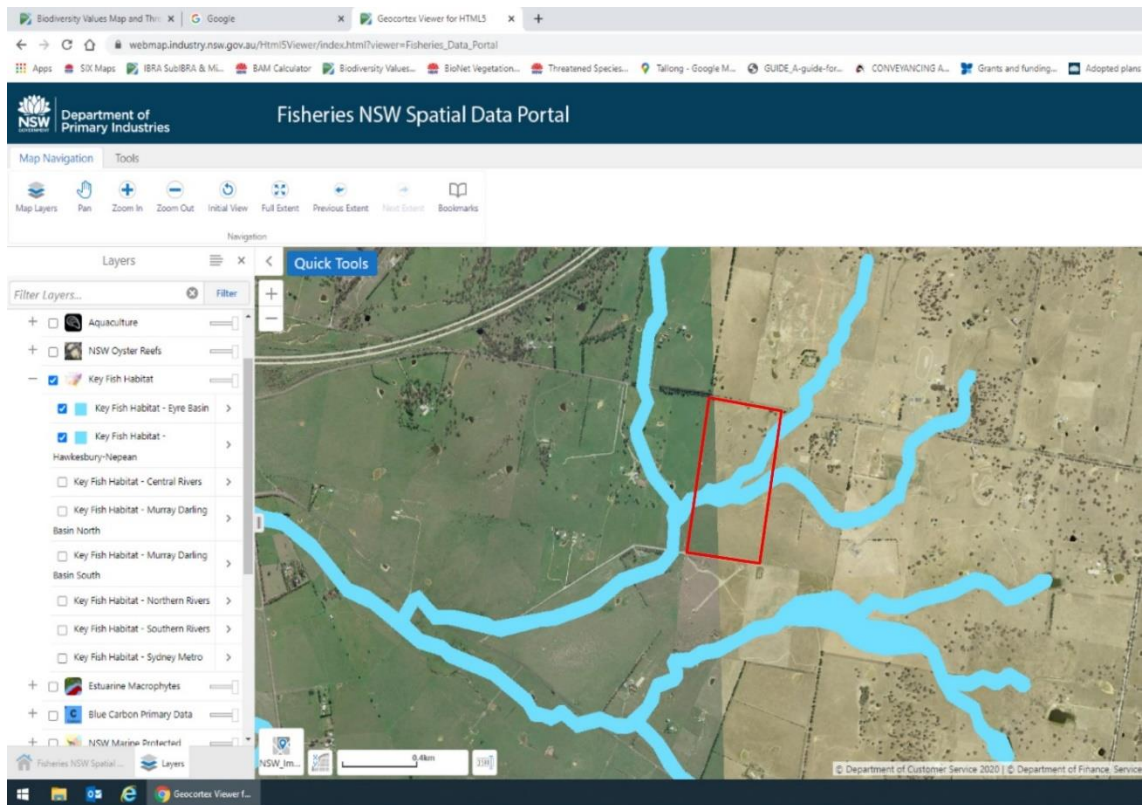 Biodiversity Values Map and Thre
Google
Geocortex Viewer for HTML5
webmap.industry.nsw.gov.au/Html5Viewer/index.html?viewer=Fisheries_Data_Portal
Apps SIX Maps IBRA SubIBRA & Mi... BAM Calculator Biodiversity Values... BioNet Vegetation... Threatened Species... Tallong - Google M... GUIDE_A-guide-for... CONVEYANCING A... Grants and funding... Adopted plans
NSW
GOVERNMENT
Department of
Primary Industries
Fisheries NSW Spatial Data Portal
Map Navigation Tools
Map Layers Pan Zoom In Zoom Out Initial View Full Extent Previous Extent Next Extent Bookmarks
Navigation
Layers
Quick Tools
Filter Layers... Filter
Aquaculture
NSW Oyster Reefs
Key Fish Habitat
Key Fish Habitat - Eyre Basin
Key Fish Habitat -
Hawkesbury-Nepean
Key Fish Habitat - Central Rivers
Key Fish Habitat - Murray Darling
Basin North
Key Fish Habitat - Murray Darling
Basin South
Key Fish Habitat - Northern Rivers
Key Fish Habitat - Southern Rivers
Key Fish Habitat - Sydney Metro
Estuarine Macrophytes
C Blue Carbon Primary Data
NSW Marine Protected
NSW_Im...
0.4km
© Department of Customer Service 2020 | © Department of Finance, Service
Fisheries NSW Spatial ... Layers
Geocortex Viewer f...